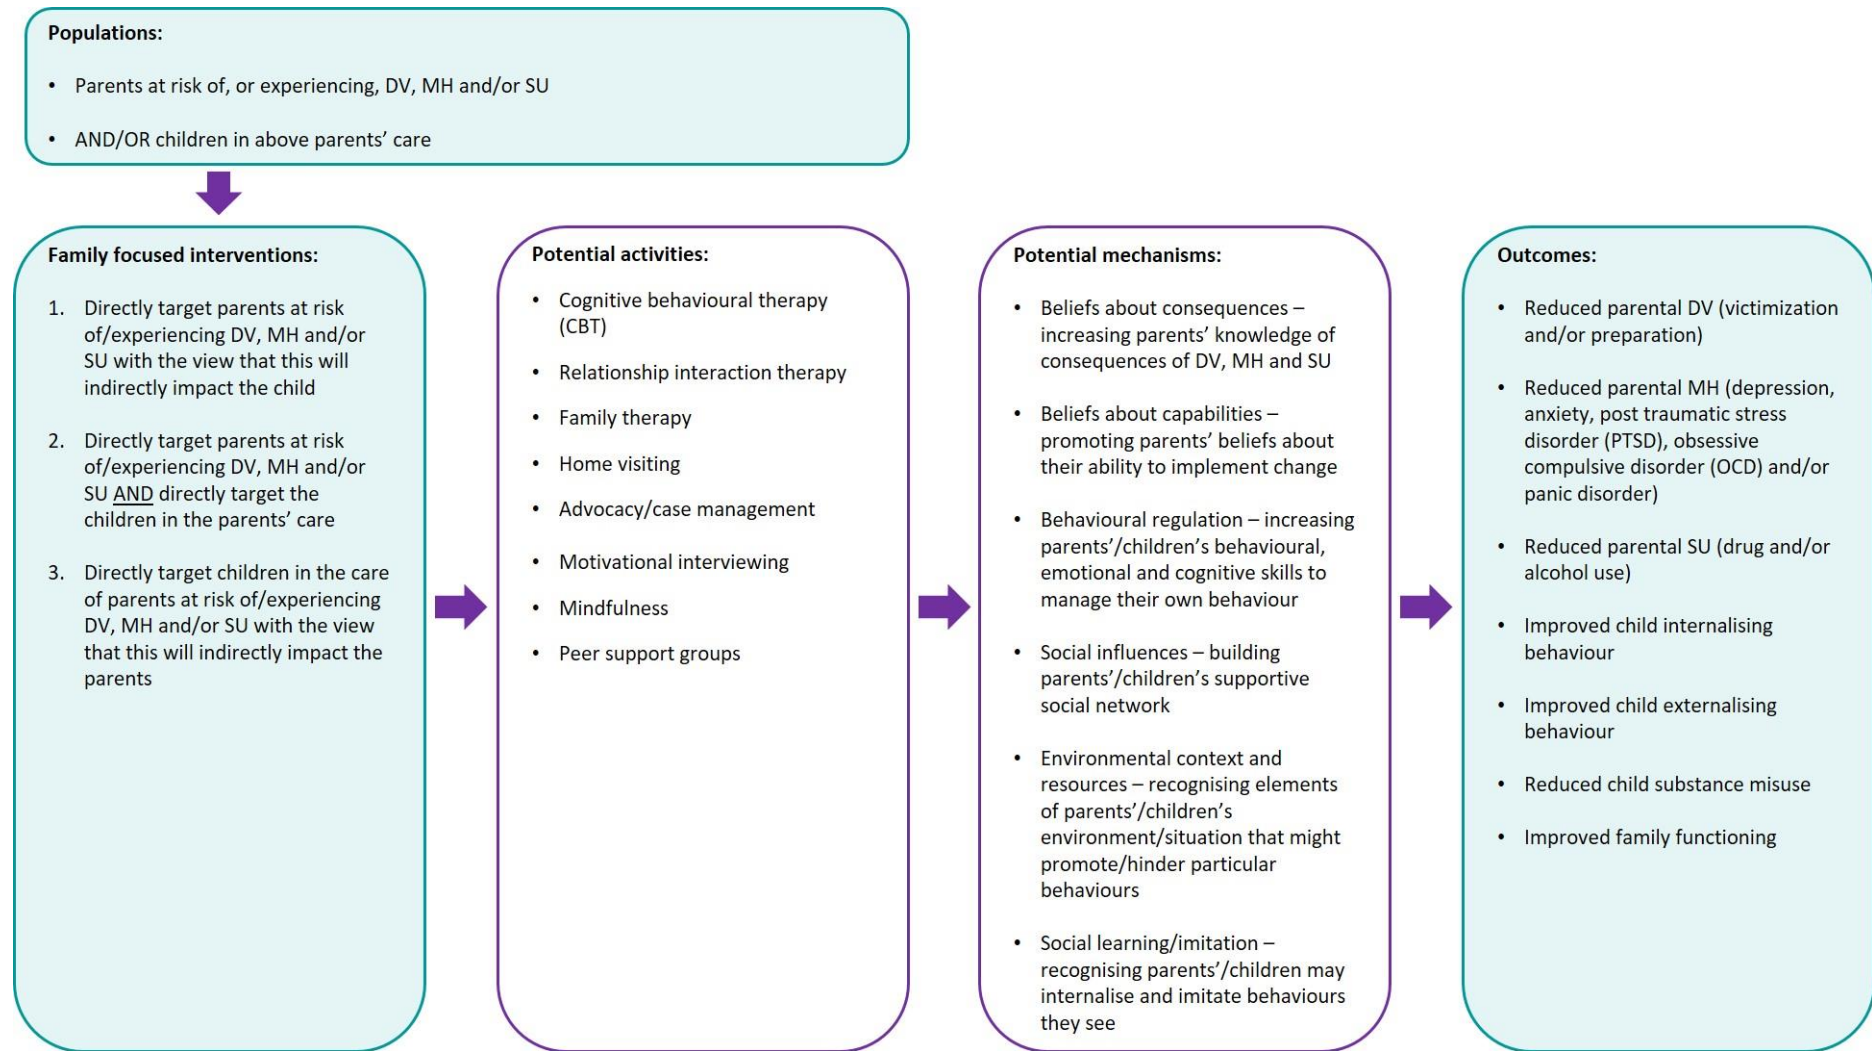 Populations:
• Parents at risk of, or experiencing, DV, MH and/or SU
• AND/OR children in above parents’ care
Family focused interventions:
1. Directly target parents at risk
of/experiencing DV, MH and/or
SU with the view that this will
indirectly impact the child
2. Directly target parents at risk
of/experiencing DV, MH and/or
SU AND directly target the
children in the parents’ care
3. Directly target children in the care
of parents at risk of/experiencing
DV, MH and/or SU with the view
that this will indirectly impact the
parents
Potential activities:
• Cognitive behavioural therapy
(CBT)
• Relationship interaction therapy
• Family therapy
• Home visiting
• Advocacy/case management
• Motivational interviewing
• Mindfulness
• Peer support groups
Potential mechanisms:
• Beliefs about consequences –
increasing parents’ knowledge of
consequences of DV, MH and SU
• Beliefs about capabilities –
promoting parents’ beliefs about
their ability to implement change
• Behavioural regulation – increasing
parents’/children’s behavioural,
emotional and cognitive skills to
manage their own behaviour
• Social influences – building
parents’/children’s supportive
social network
• Environmental context and
resources – recognising elements
of parents’/children’s
environment/situation that might
promote/hinder particular
behaviours
• Social learning/imitation –
recognising parents’/children may
internalise and imitate behaviours
they see
Outcomes:
• Reduced parental DV (victimization
and/or preparation)
• Reduced parental MH (depression,
anxiety, post traumatic stress
disorder (PTSD), obsessive
compulsive disorder (OCD) and/or
panic disorder)
• Reduced parental SU (drug and/or
alcohol use)
• Improved child internalising
behaviour
• Improved child externalising
behaviour
• Reduced child substance misuse
• Improved family functioning